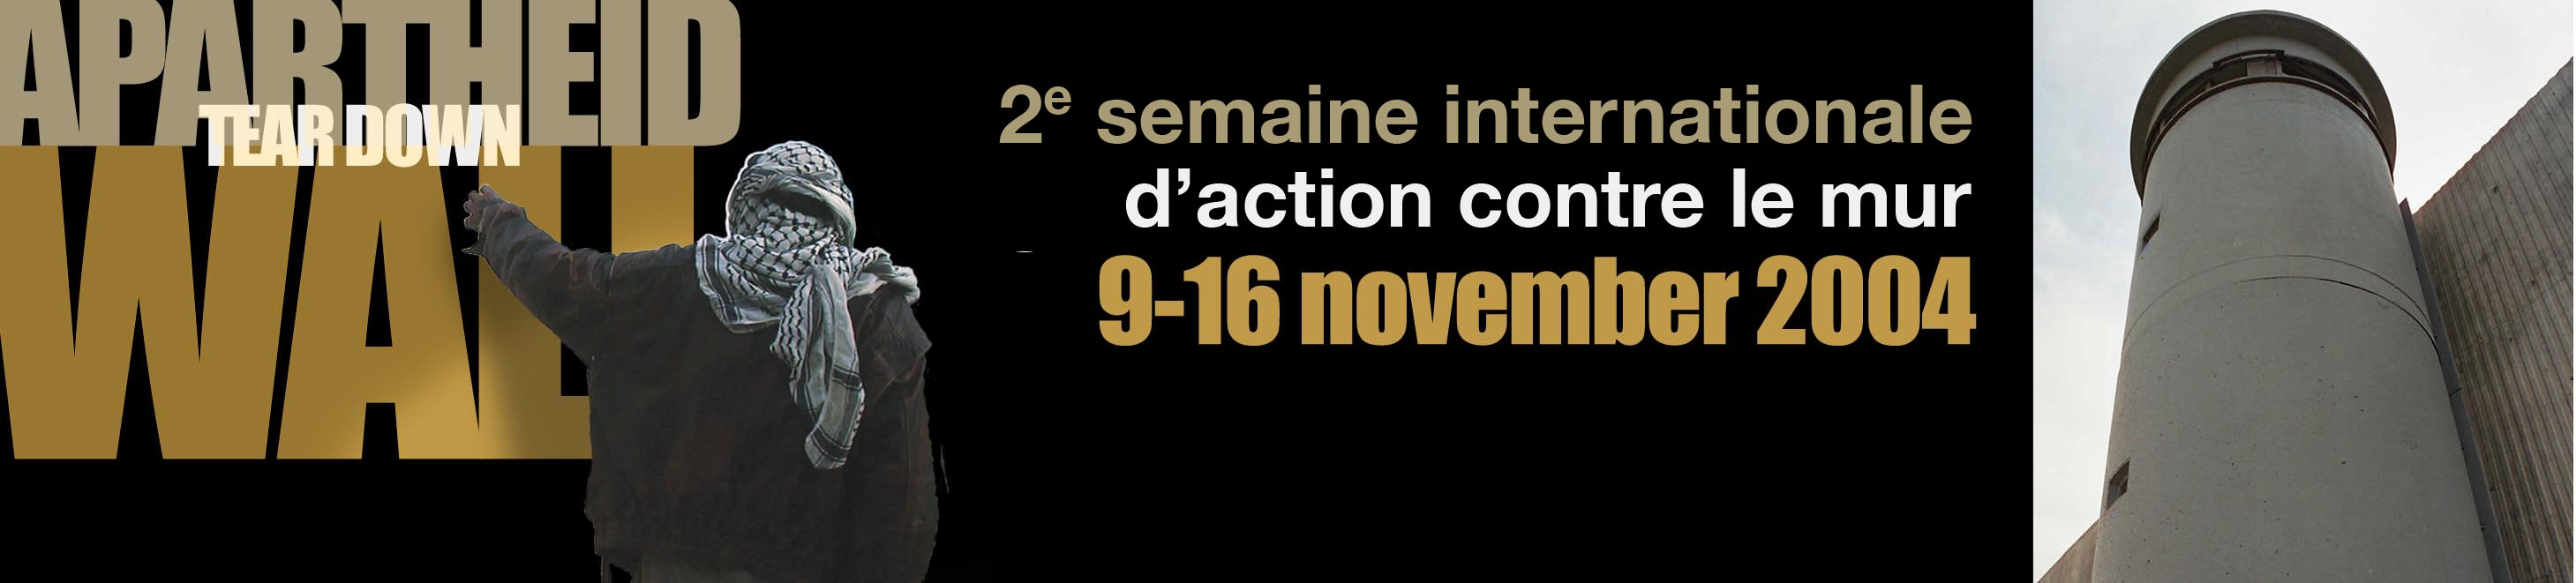 APARTHEID
TEAR DOWN
WALL
2e semaine internationale
d’action contre le mur
9-16 november 2004